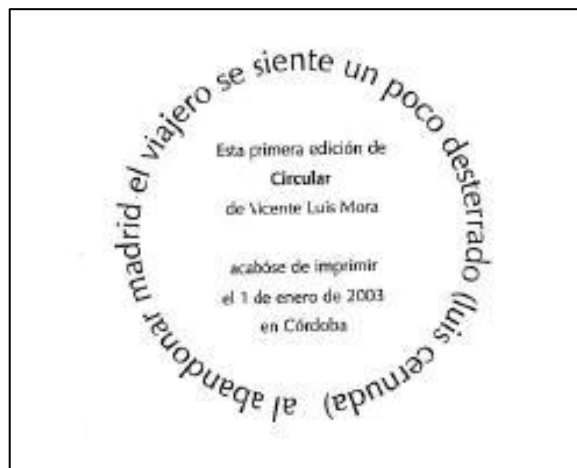 al abandonar madrid el viajero se siente un poco desterrado (luis cernuda)
Esta primera edición de
Circular
de Vicente Luis Mora
acabóse de imprimir
el 1 de enero de 2003
en Córdoba